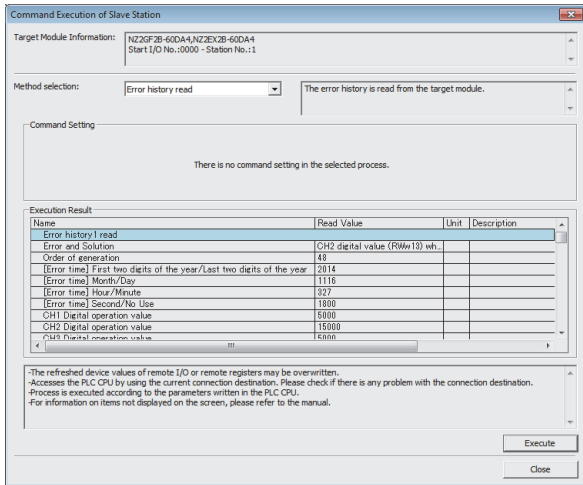 Command Execution of Slave Station
Target Module Information:
NZ2GF2B-60DA4,NZ2EX2B-60DA4
Start I/O No.:0000 - Station No.:1
Method selection:
Error history read
The error history is read from the target module.
Command Setting
There is no command setting in the selected process.
Execution Result
Name Read Value Unit Description
Error history1 read
Error and Solution CH2 digital value (RWw13) wh...
Order of generation 48
[Error time] First two digits of the year/Last two digits of the year 2014
[Error time] Month/Day 1116
[Error time] Hour/Minute 327
[Error time] Second/No Use 1800
CH1 Digital operation value 5000
CH2 Digital operation value 15000
CH3 Digital operation value 5000
-The refreshed device values of remote I/O or remote registers may be overwritten.
-Accesses the PLC CPU by using the current connection destination. Please check if there is any problem with the connection destination.
-Process is executed according to the parameters written in the PLC CPU.
-For information on items not displayed on the screen, please refer to the manual.
Execute
Close